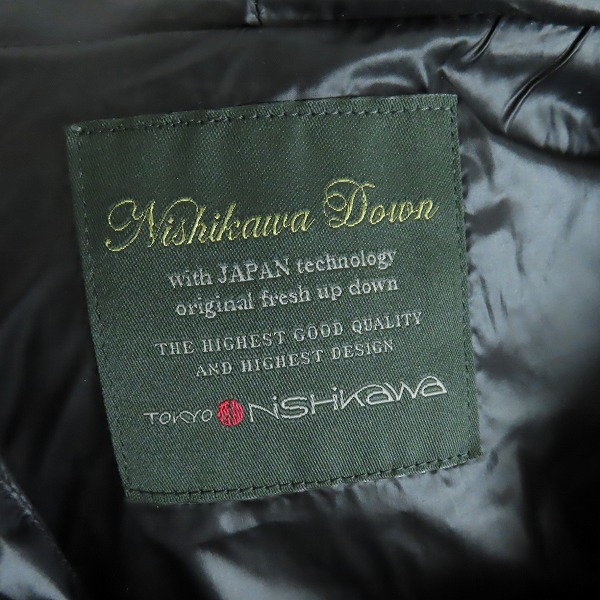 Nishikawa Down
with JAPAN technology
original fresh up down
THE HIGHEST GOOD QUALITY
AND HIGHEST DESIGN
TOKYO NiSHiKAWA